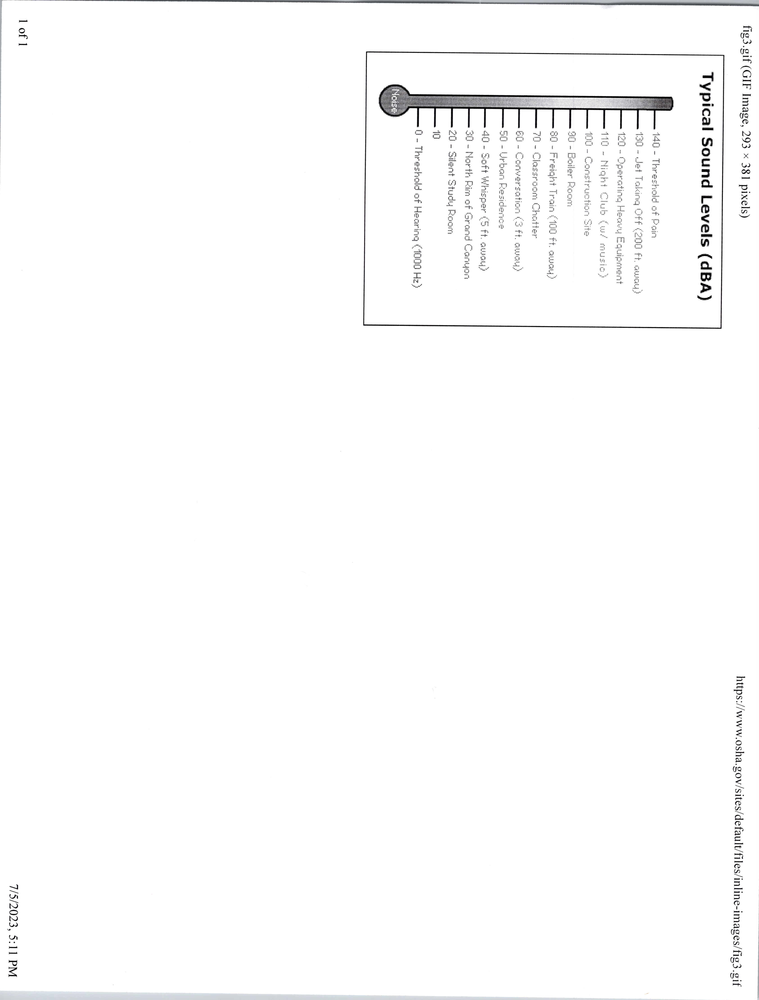 fig3.gif (GIF Image, 293 × 381 pixels)
https://www.osha.gov/sites/default/files/inline-images/fig3.gif
Typical Sound Levels (dBA)
140 - Threshold of Pain
130 - Jet Taking Off (200 ft. away)
120 - Operating Heavy Equipment
110 - Night Club (w/ music)
100 - Construction Site
90 - Boiler Room
80 - Freight Train (100 ft. away)
70 - Classroom Chatter
60 - Conversation (3 ft. away)
50 - Urban Residence
40 - Soft Whisper (5 ft. away)
30 - North Rim of Grand Canyon
20 - Silent Study Room
10
0 - Threshold of Hearing (1000 Hz)
Noise
1 of 1
7/5/2023, 5:11 PM